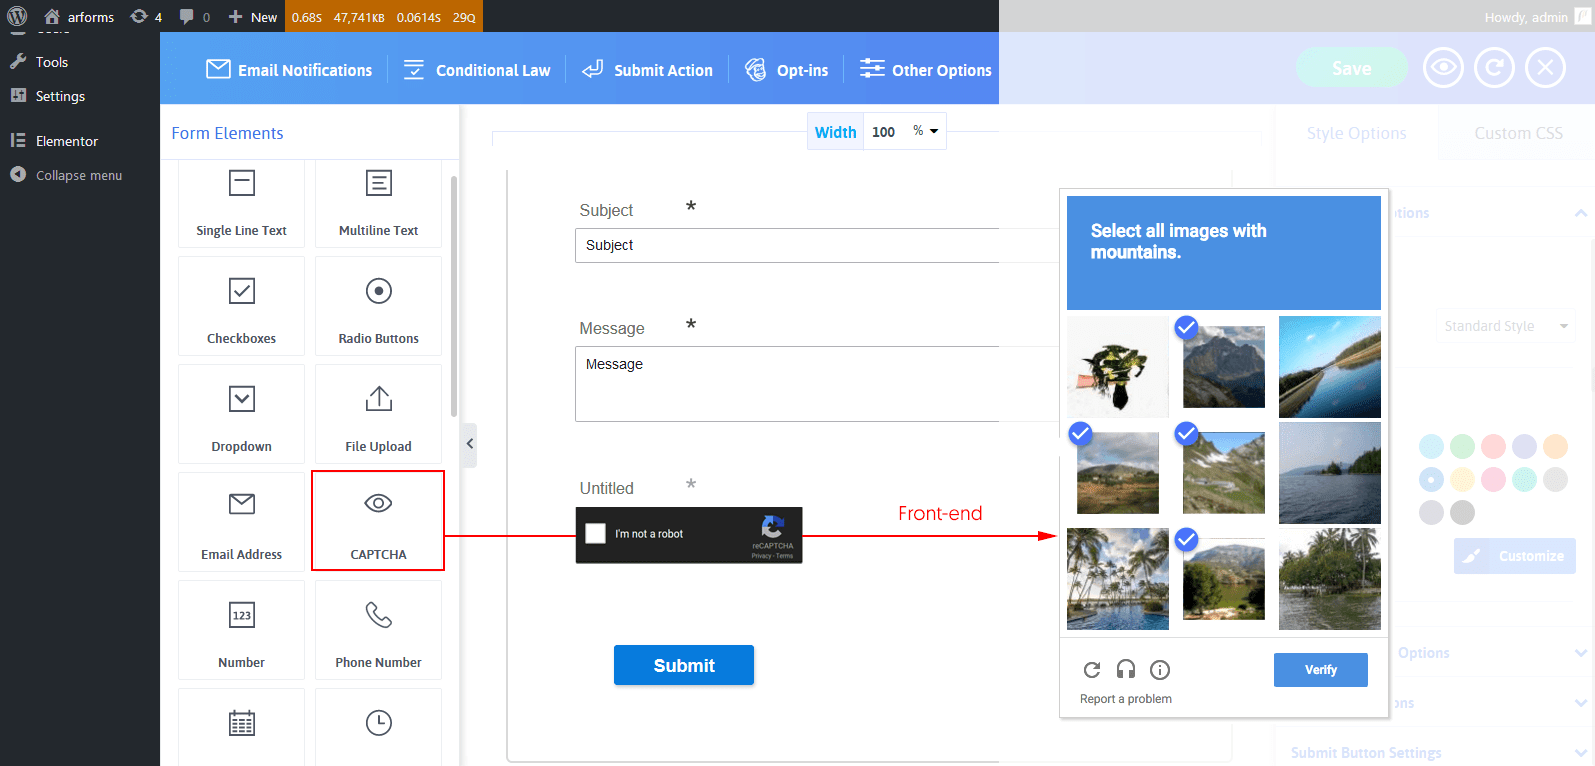 arforms
4
0
New
0.68S 47,741KB 0.0614S 29Q
Howdy, admin
Tools
Settings
Elementor
Collapse menu
Email Notifications
Conditional Law
Submit Action
Opt-ins
Other Options
Save
Form Elements
Width 100 %
Style Options
Custom CSS
Single Line Text
Multiline Text
Checkboxes
Radio Buttons
Dropdown
File Upload
Email Address
CAPTCHA
123
Number
Phone Number
Subject *
Subject
Message *
Message
Untitled *
I'm not a robot
reCAPTCHA
Privacy - Terms
Front-end
Submit
Select all images with
mountains.
Report a problem
Verify
Standard Style
Customize
Options
Submit Button Settings